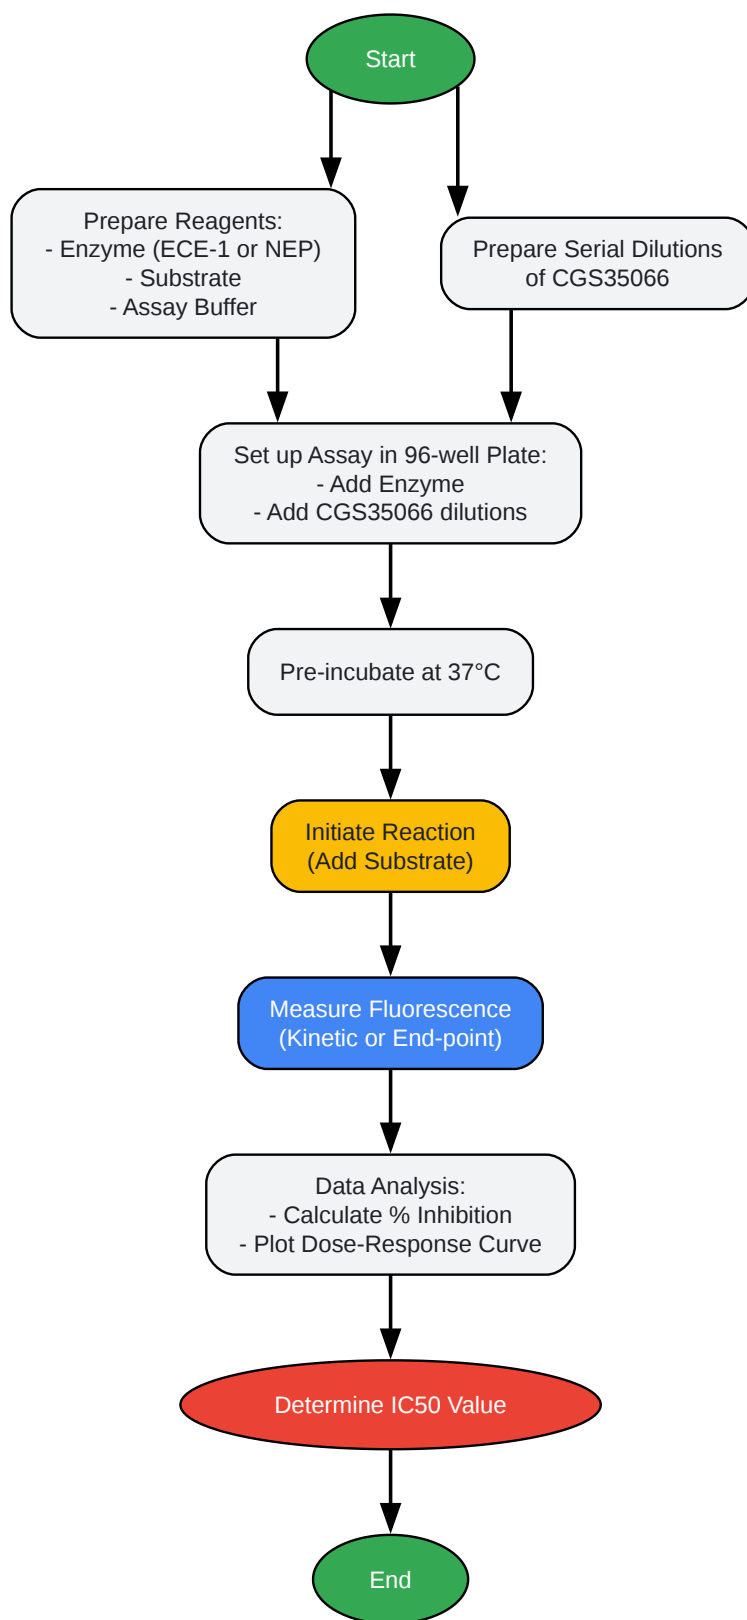 Start
Prepare Reagents:
- Enzyme (ECE-1 or NEP)
- Substrate
- Assay Buffer
Prepare Serial Dilutions
of CGS35066
Set up Assay in 96-well Plate:
- Add Enzyme
- Add CGS35066 dilutions
Pre-incubate at 37°C
Initiate Reaction
(Add Substrate)
Measure Fluorescence
(Kinetic or End-point)
Data Analysis:
- Calculate % Inhibition
- Plot Dose-Response Curve
Determine IC50 Value
End